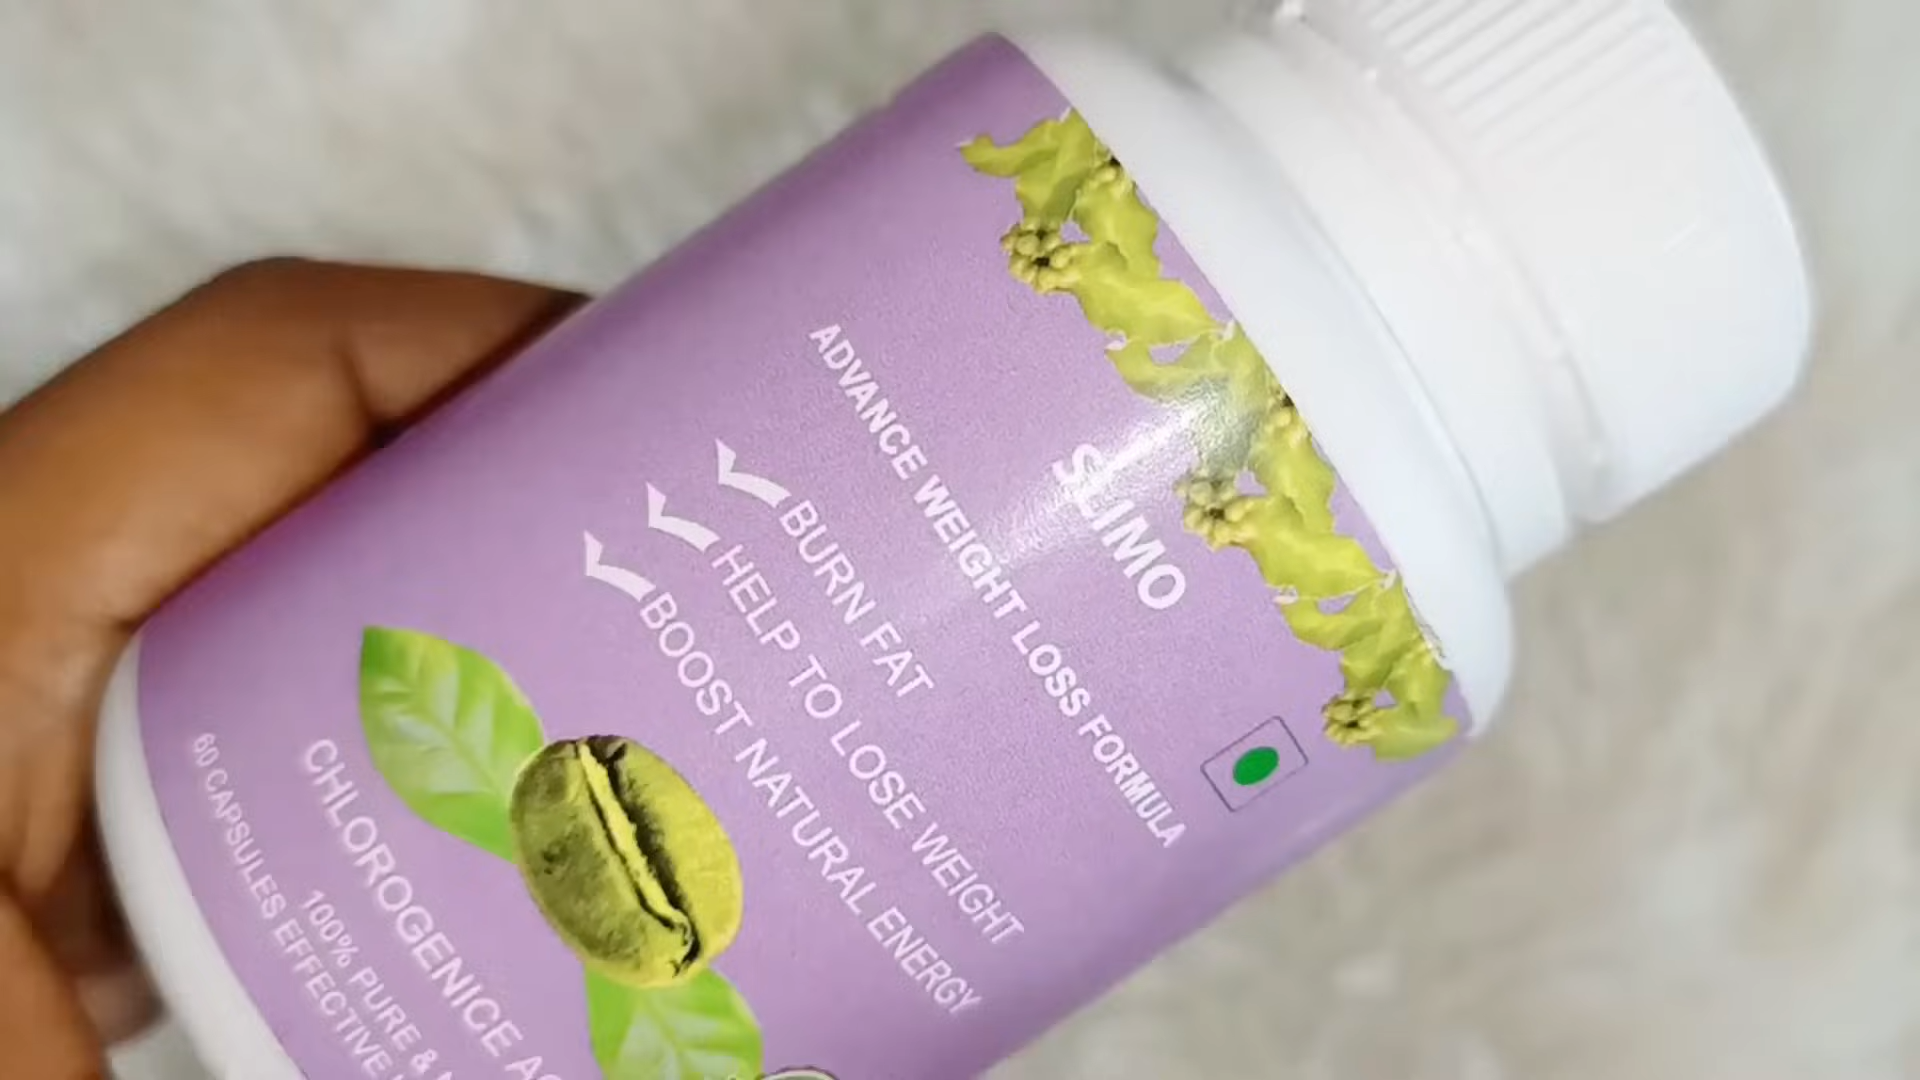 SLIMO
ADVANCE WEIGHT LOSS FORMULA
BURN FAT
HELP TO LOSE WEIGHT
BOOST NATURAL ENERGY
CHLOROGENICE
100% PURE &
60 CAPSULES EFFECTIVE